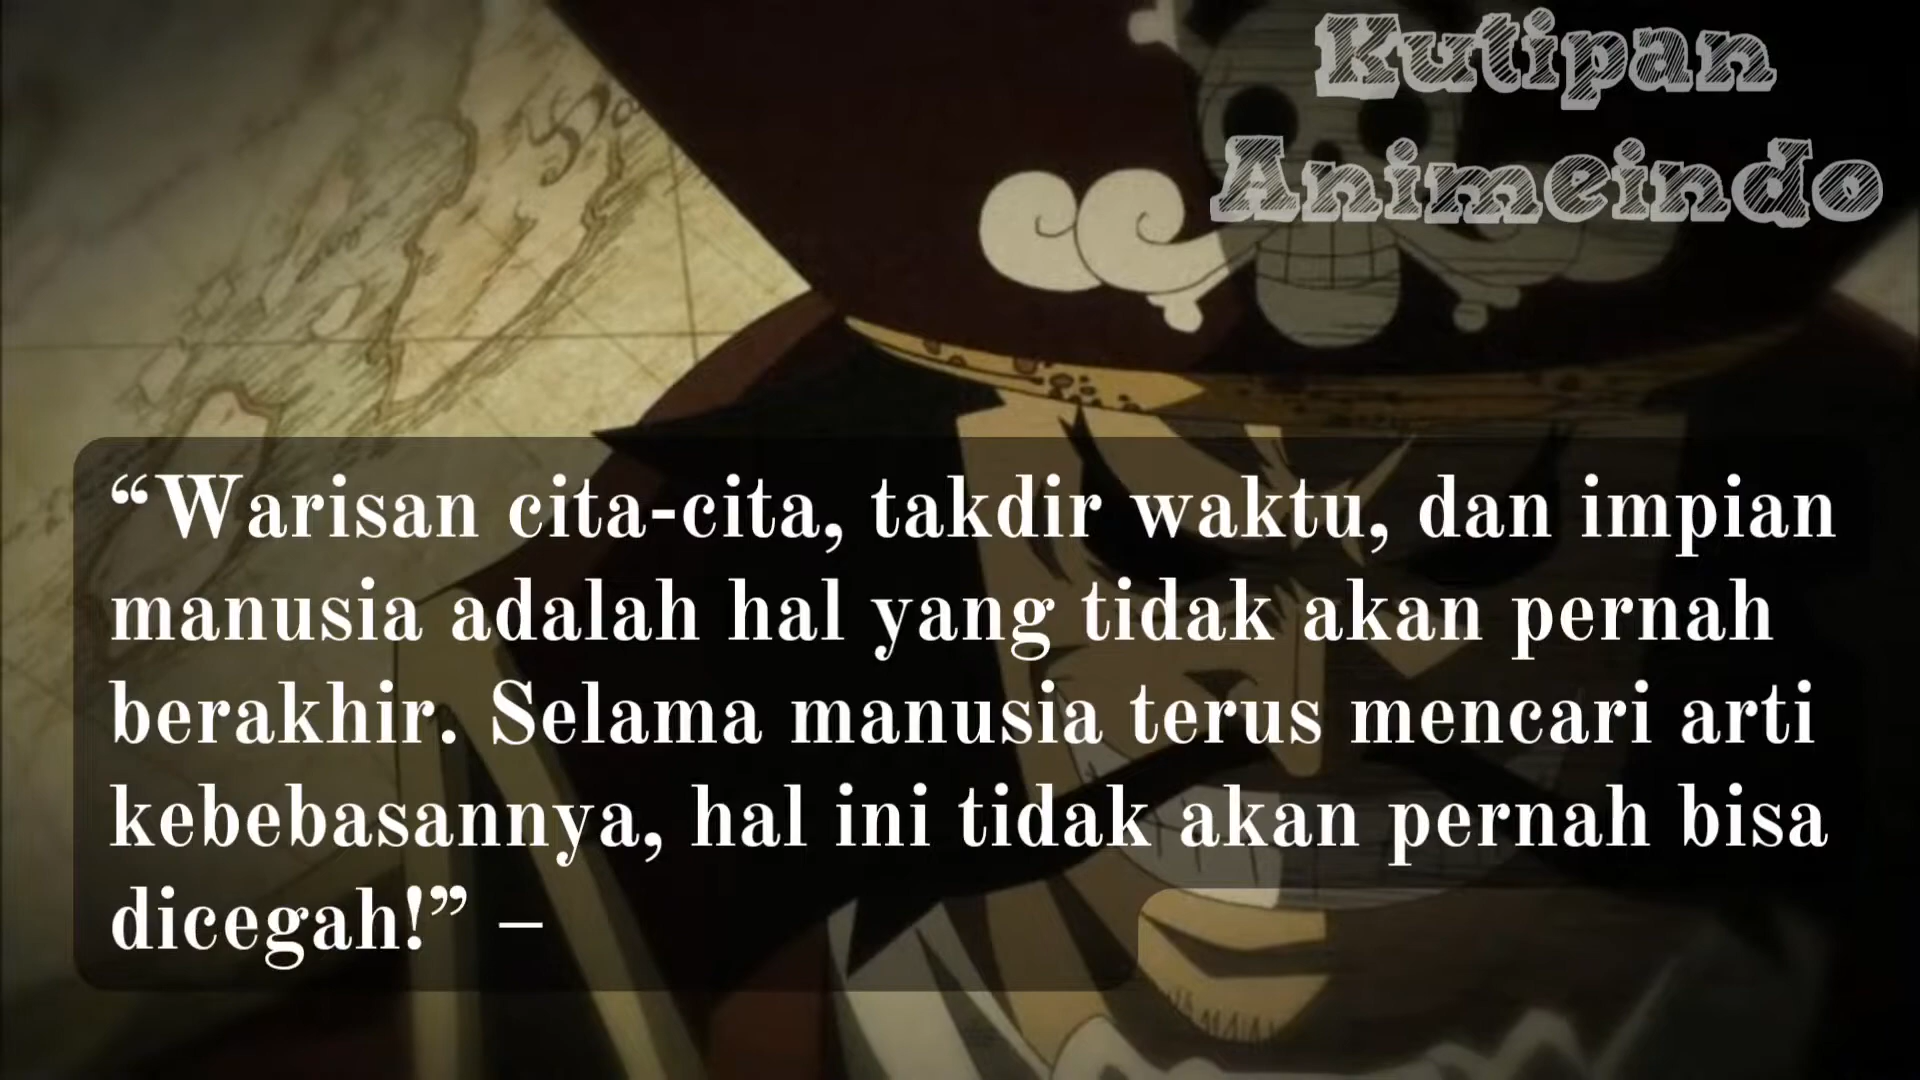 Kutipan
Animeindo
“Warisan cita-cita, takdir waktu, dan impian
manusia adalah hal yang tidak akan pernah
berakhir. Selama manusia terus mencari arti
kebebasannya, hal ini tidak akan pernah bisa
dicegah!” –